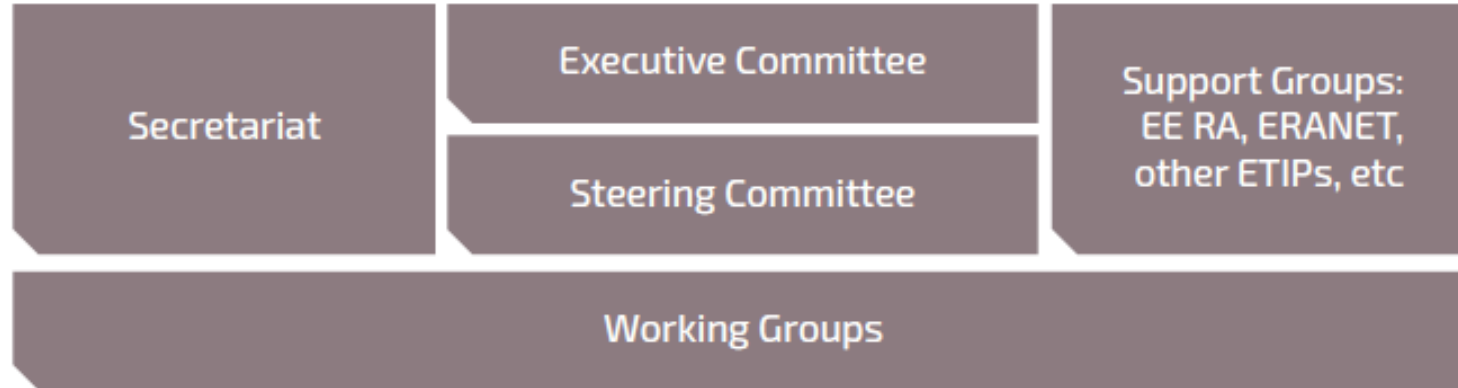 Secretariat
Executive Committee
Steering Committee
Support Groups:
EE RA, ERANET,
other ETIPs, etc
Working Groups